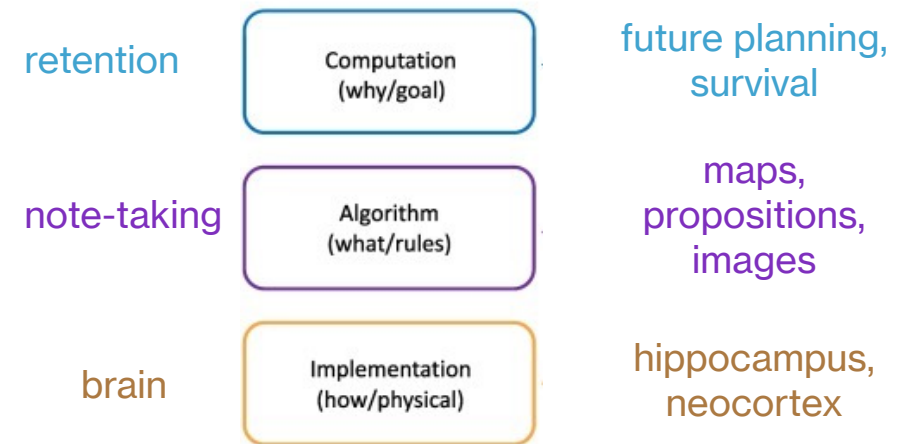 retention
Computation
(why/goal)
future planning,
survival
note-taking
Algorithm
(what/rules)
maps,
propositions,
images
brain
Implementation
(how/physical)
hippocampus,
neocortex